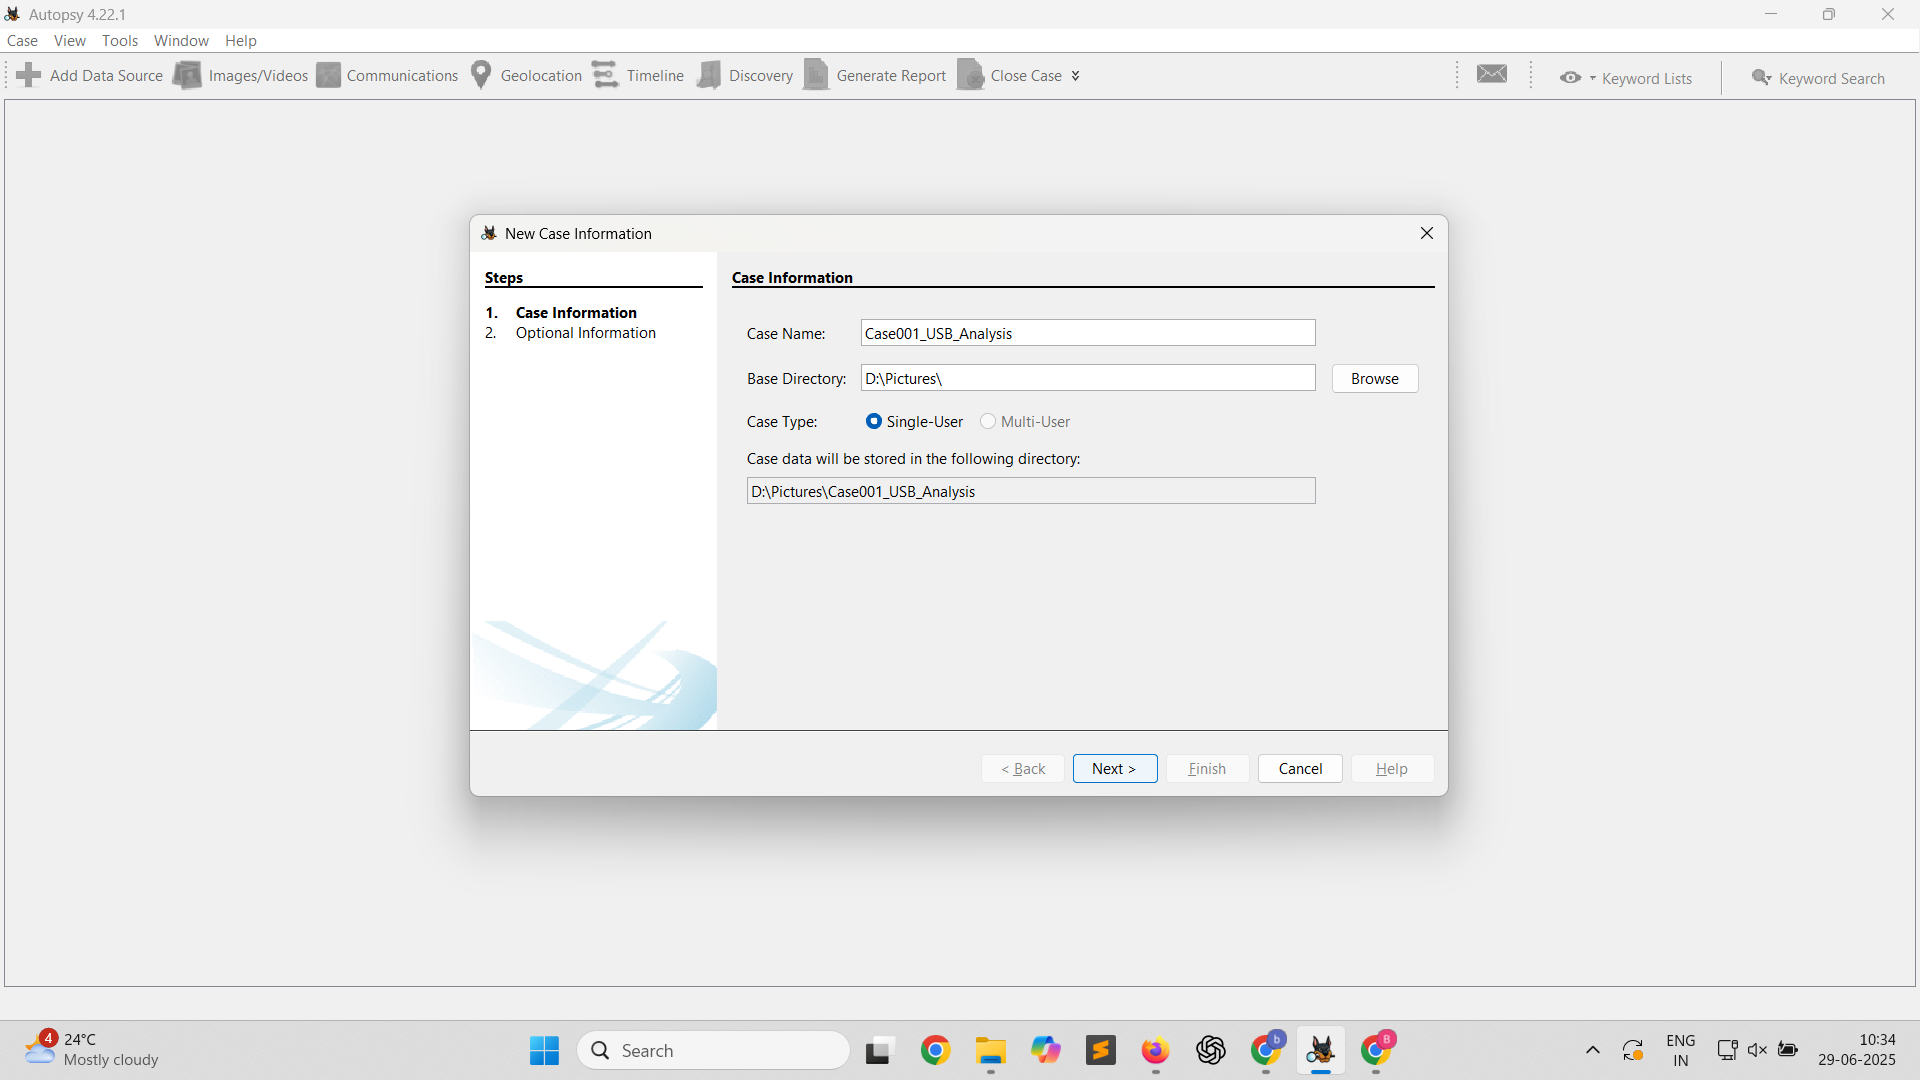 Autopsy 4.22.1
Case View Tools Window Help
Add Data Source Images/Videos Communications Geolocation Timeline Discovery Generate Report Close Case Keyword Lists Keyword Search
New Case Information
Steps
1. Case Information
2. Optional Information
Case Information
Case Name: Case001_USB_Analysis
Base Directory: D:\Pictures\ Browse
Case Type: Single-User Multi-User
Case data will be stored in the following directory:
D:\Pictures\Case001_USB_Analysis
< Back Next > Finish Cancel Help
4
24°C
Mostly cloudy
Search
b
B
ENG
IN
10:34
29-06-2025